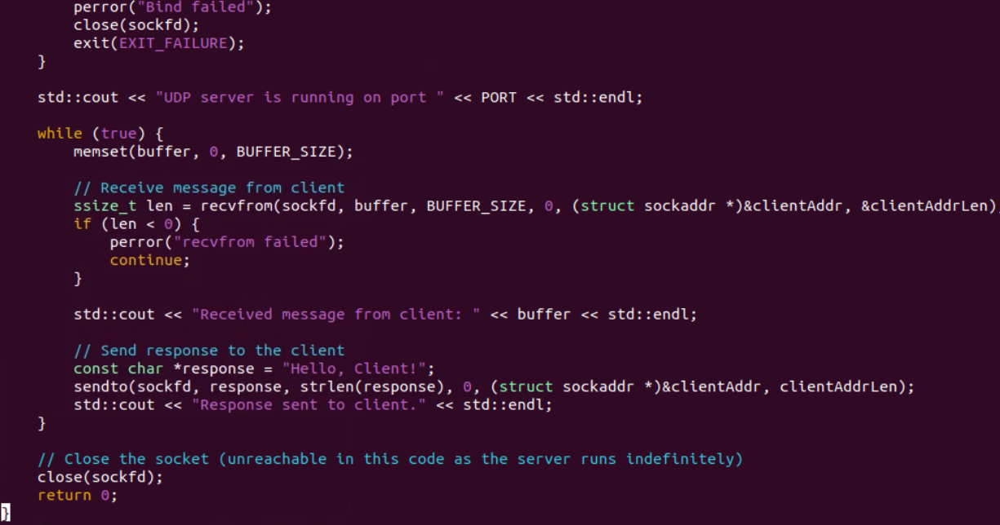 perror("Bind failed");
close(sockfd);
exit(EXIT_FAILURE);
}
std::cout << "UDP server is running on port " << PORT << std::endl;
while (true) {
memset(buffer, 0, BUFFER_SIZE);
// Receive message from client
ssize_t len = recvfrom(sockfd, buffer, BUFFER_SIZE, 0, (struct sockaddr *)&clientAddr, &clientAddrLen);
if (len < 0) {
perror("recvfrom failed");
continue;
}
std::cout << "Received message from client: " << buffer << std::endl;
// Send response to the client
const char *response = "Hello, Client!";
sendto(sockfd, response, strlen(response), 0, (struct sockaddr *)&clientAddr, clientAddrLen);
std::cout << "Response sent to client." << std::endl;
}
// Close the socket (unreachable in this code as the server runs indefinitely)
close(sockfd);
return 0;
}